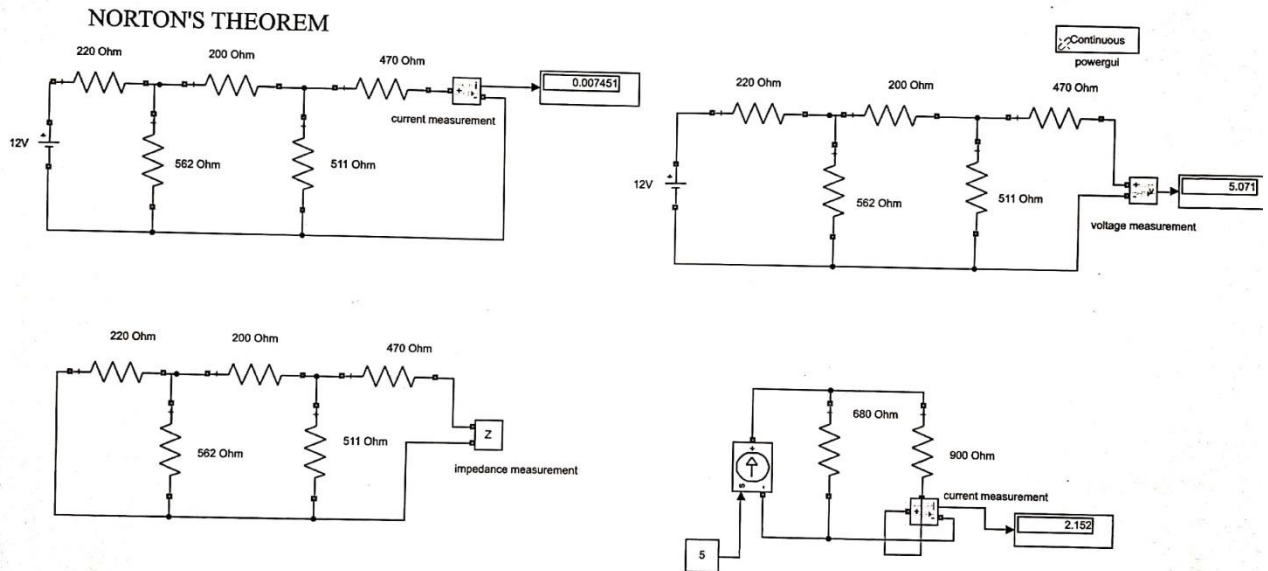 NORTON'S THEOREM
220 Ohm
200 Ohm
470 Ohm
i
+
-
0.007451
current measurement
12V
+
562 Ohm
511 Ohm
Continuous
powergui
220 Ohm
200 Ohm
470 Ohm
12V
+
562 Ohm
511 Ohm
+
-
v
5.071
voltage measurement
220 Ohm
200 Ohm
470 Ohm
562 Ohm
511 Ohm
Z
impedance measurement
680 Ohm
900 Ohm
+
s
-
current measurement
+
i
-
2.152
5